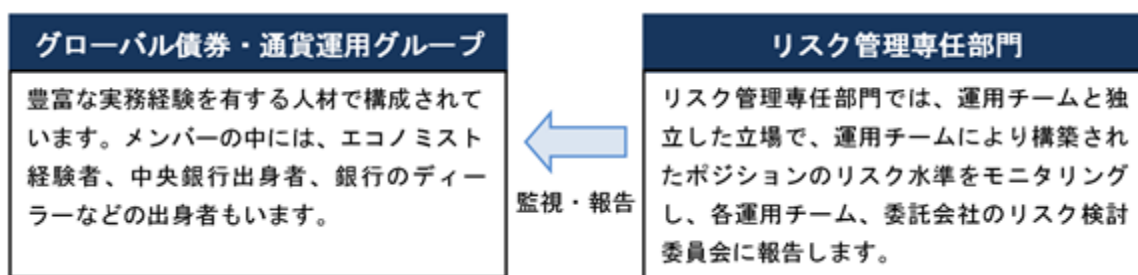 グローバル債券・通貨運用グループ
豊富な実務経験を有する人材で構成されて
います。メンバーの中には、エコノミスト
経験者、中央銀行出身者、銀行のディー
ラーなどの出身者もいます。
監視・報告
リスク管理専任部門
リスク管理専任部門では、運用チームと独
立した立場で、運用チームにより構築され
たポジションのリスク水準をモニタリング
し、各運用チーム、委託会社のリスク検討
委員会に報告します。